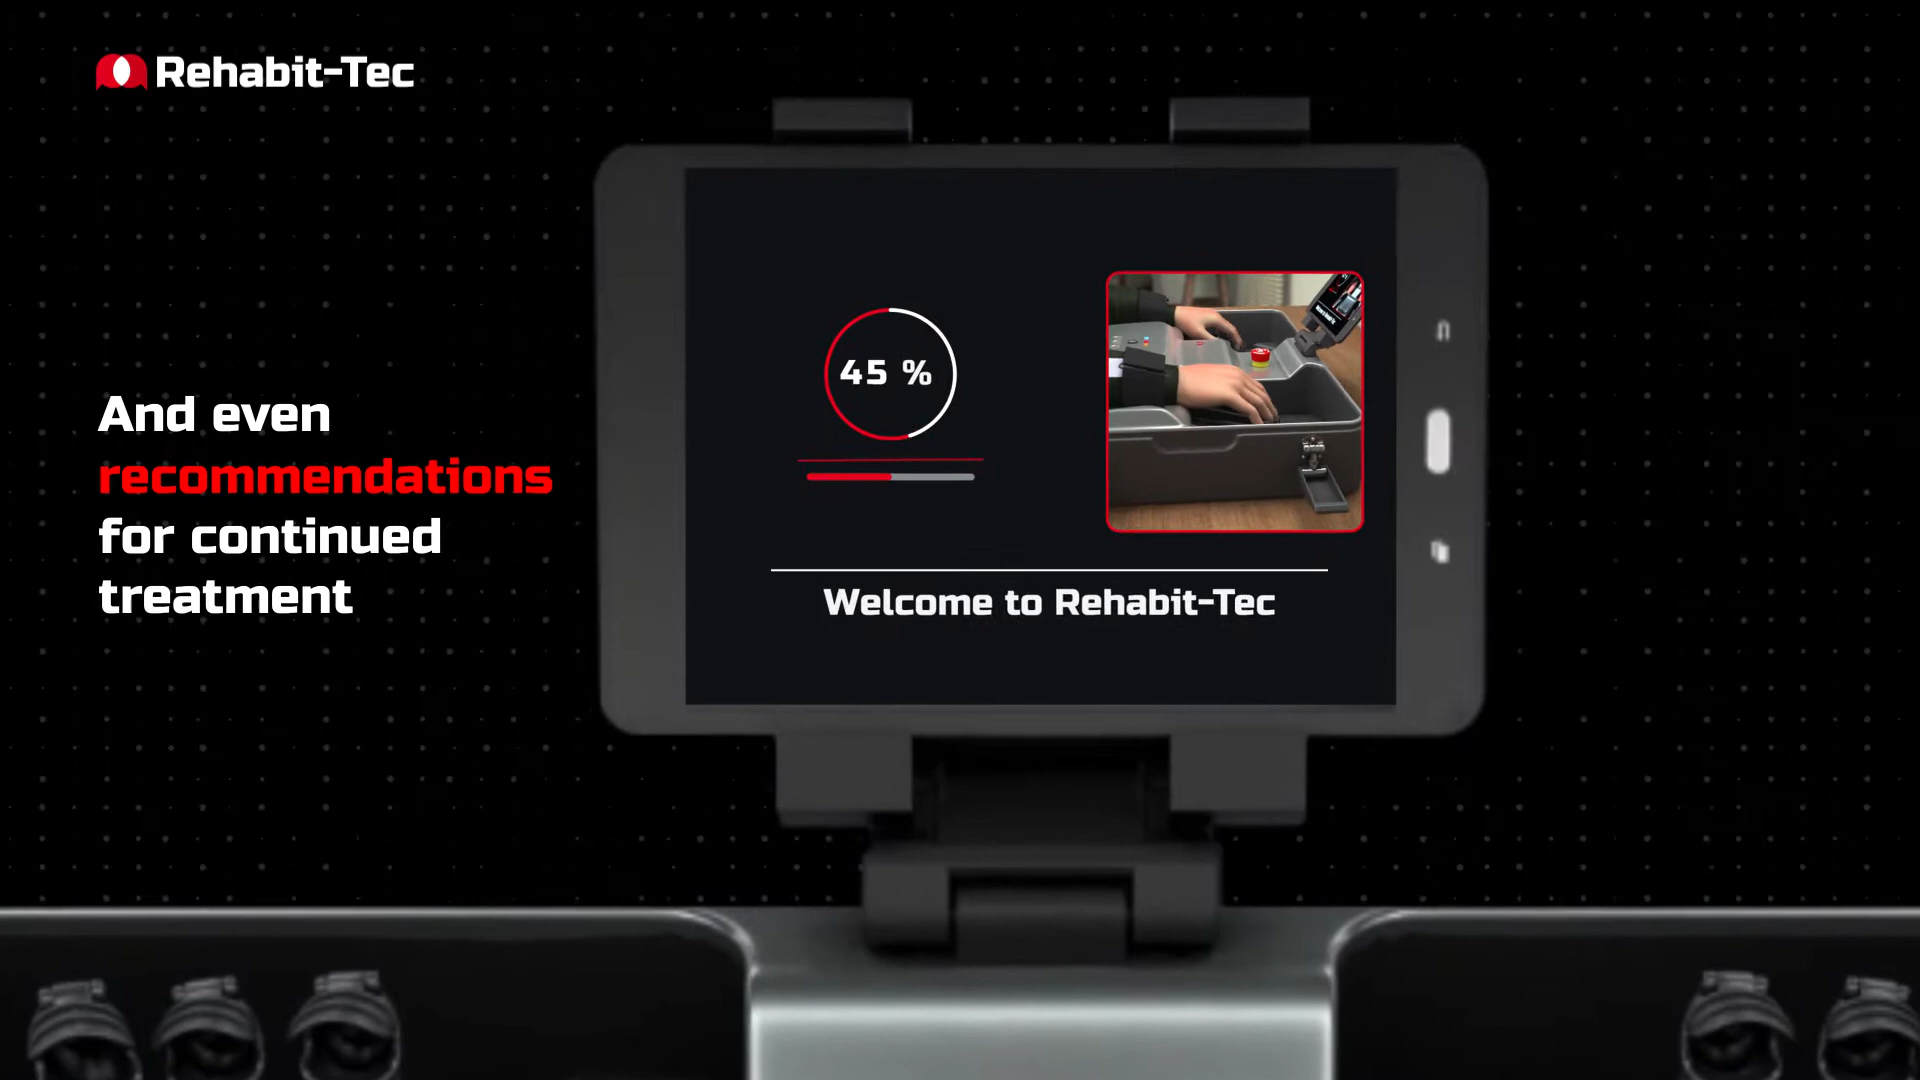 Rehabit-Tec
And even
recommendations
for continued
treatment
45 %
Welcome to Rehabit-Tec